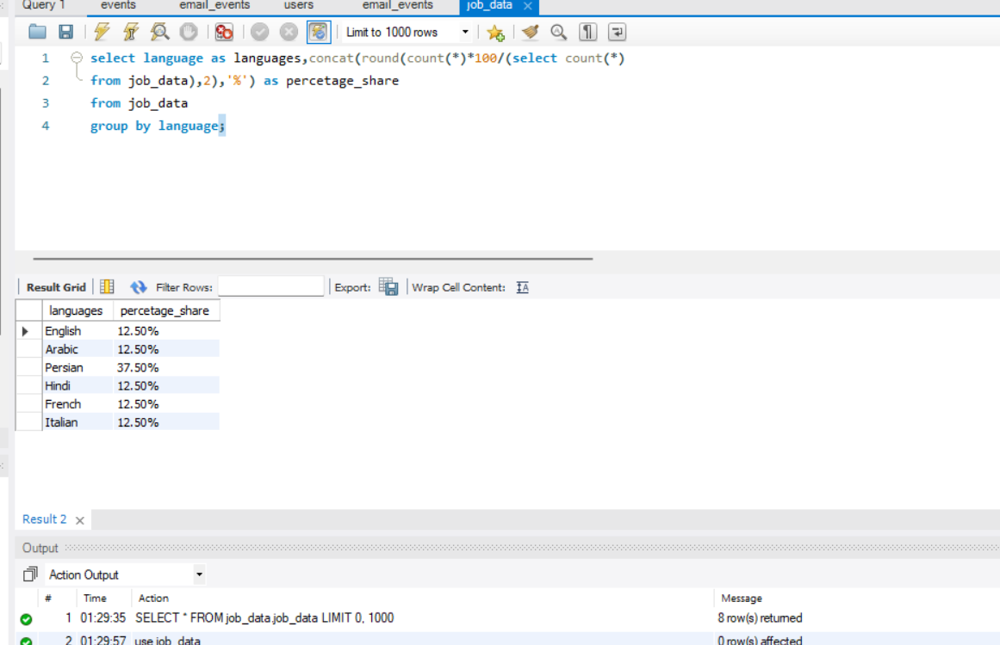 Query 1 events email_events users email_events job_data
Limit to 1000 rows
1 select language as languages,concat(round(count(*)*100/(select count(*)
2 from job_data),2),'%') as percetage_share
3 from job_data
4 group by language;
Result Grid Filter Rows: Export: Wrap Cell Content: IA
languages percetage_share
English 12.50%
Arabic 12.50%
Persian 37.50%
Hindi 12.50%
French 12.50%
Italian 12.50%
Result 2
Output
Action Output
# Time Action Message
1 01:29:35 SELECT * FROM job_data.job_data LIMIT 0, 1000 8 row(s) returned
2 01:29:57 use job_data 0 row(s) affected